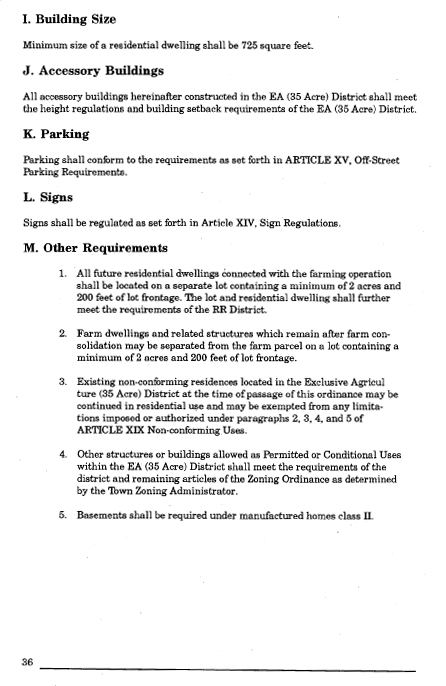 I. Building Size
Minimum size of a residential dwelling shall be 725 square feet.
J. Accessory Buildings
All accessory buildings hereinafter constructed in the EA (35 Acre) District shall meet
the height regulations and building setback requirements of the EA (35 Acre) District.
K. Parking
Parking shall conform to the requirements as set forth in ARTICLE XV, Off-Street
Parking Requirements.
L. Signs
Signs shall be regulated as set forth in Article XIV, Sign Regulations.
M. Other Requirements
1. All future residential dwellings connected with the farming operation
shall be located on a separate lot containing a minimum of 2 acres and
200 feet of lot frontage. The lot and residential dwelling shall further
meet the requirements of the RR District.
2. Farm dwellings and related structures which remain after farm con-
solidation may be separated from the farm parcel on a lot containing a
minimum of 2 acres and 200 feet of lot frontage.
3. Existing non-conforming residences located in the Exclusive Agricul
ture (35 Acre) District at the time of passage of this ordinance may be
continued in residential use and may be exempted from any limita-
tions imposed or authorized under paragraphs 2, 3, 4, and 5 of
ARTICLE XIX Non-conforming Uses.
4. Other structures or buildings allowed as Permitted or Conditional Uses
within the EA (35 Acre) District shall meet the requirements of the
district and remaining articles of the Zoning Ordinance as determined
by the Town Zoning Administrator.
5. Basements shall be required under manufactured homes class II.
36